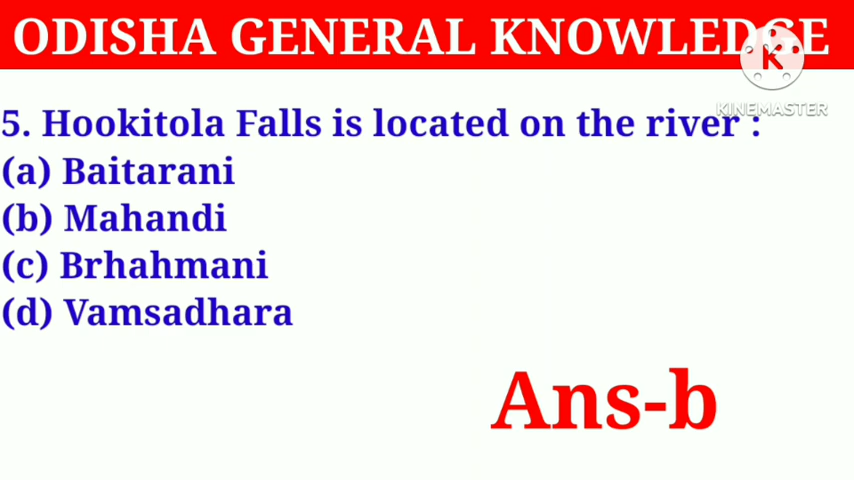 ODISHA GENERAL KNOWLEDGE
K
KINEMASTER
5. Hookitola Falls is located on the river :
(a) Baitarani
(b) Mahandi
(c) Brhahmani
(d) Vamsadhara
Ans-b